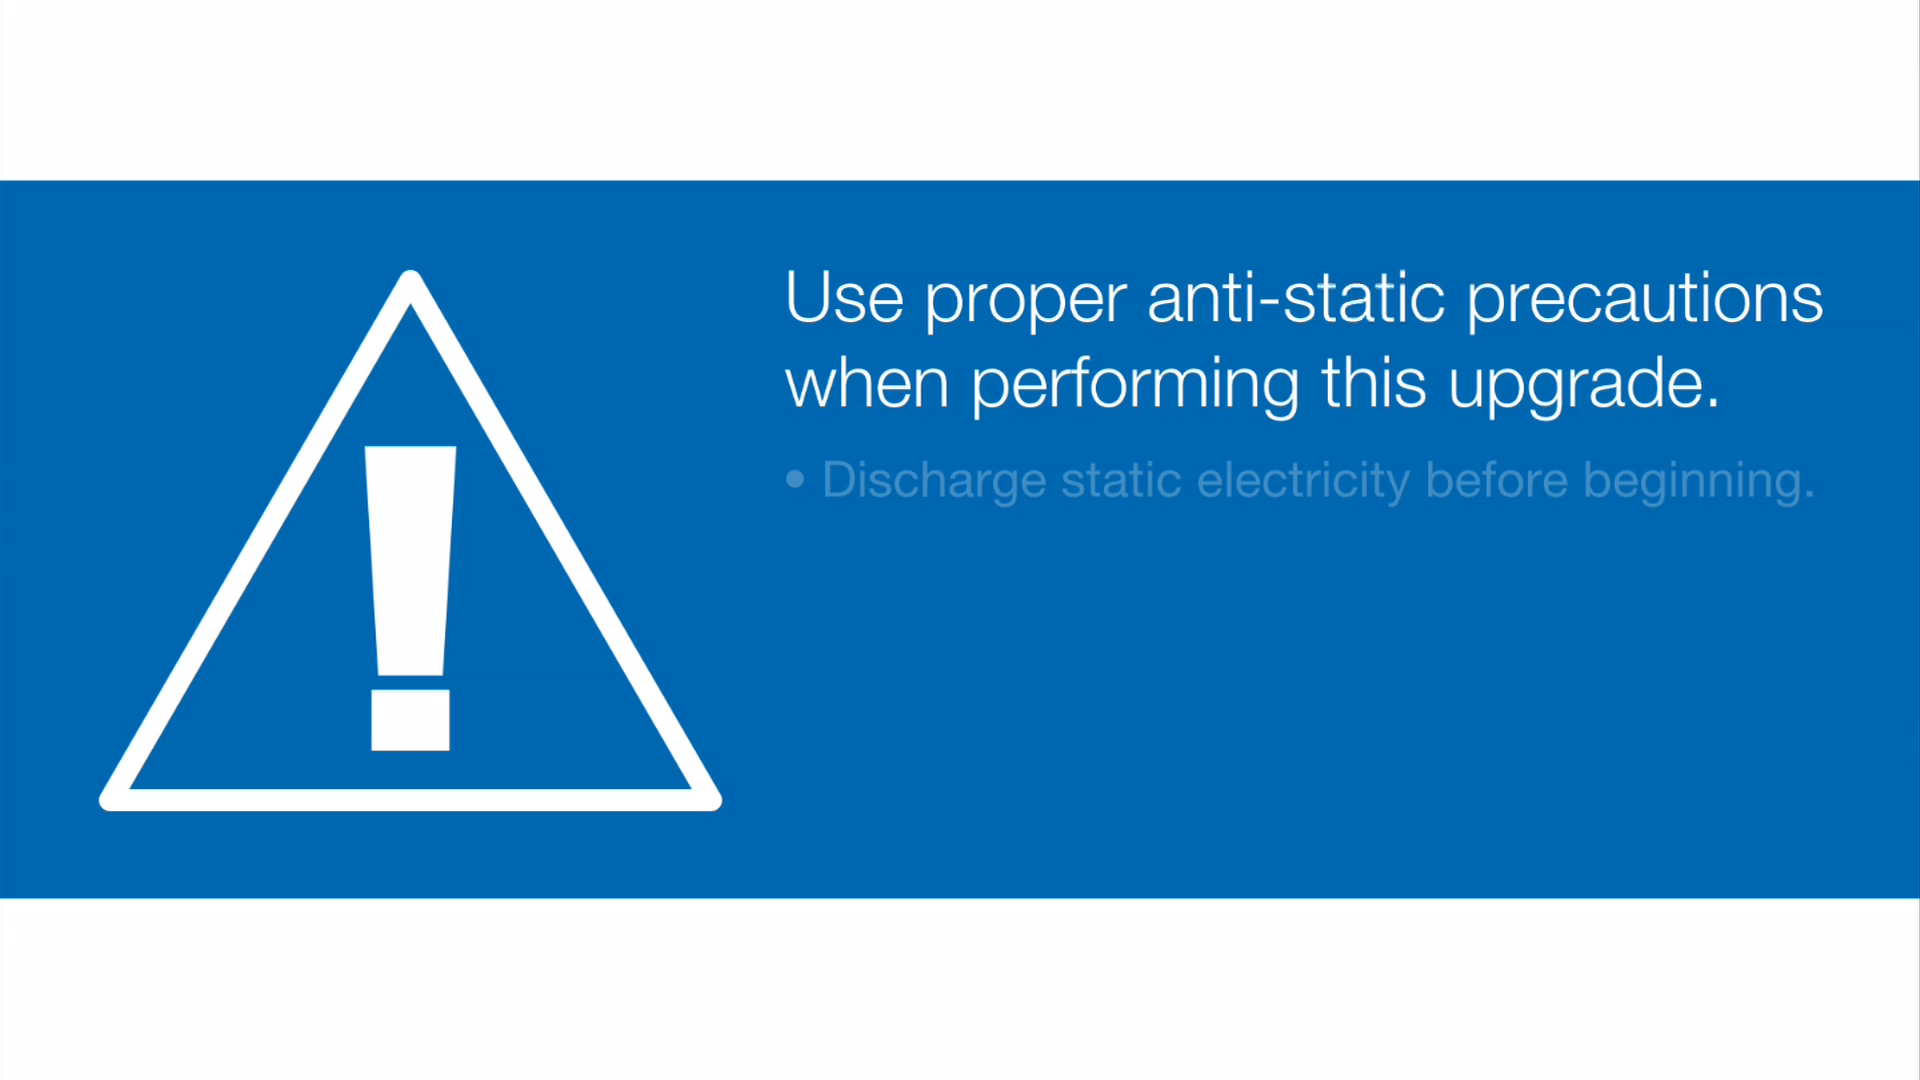 Use proper anti-static precautions
when performing this upgrade.
• Discharge static electricity before beginning.